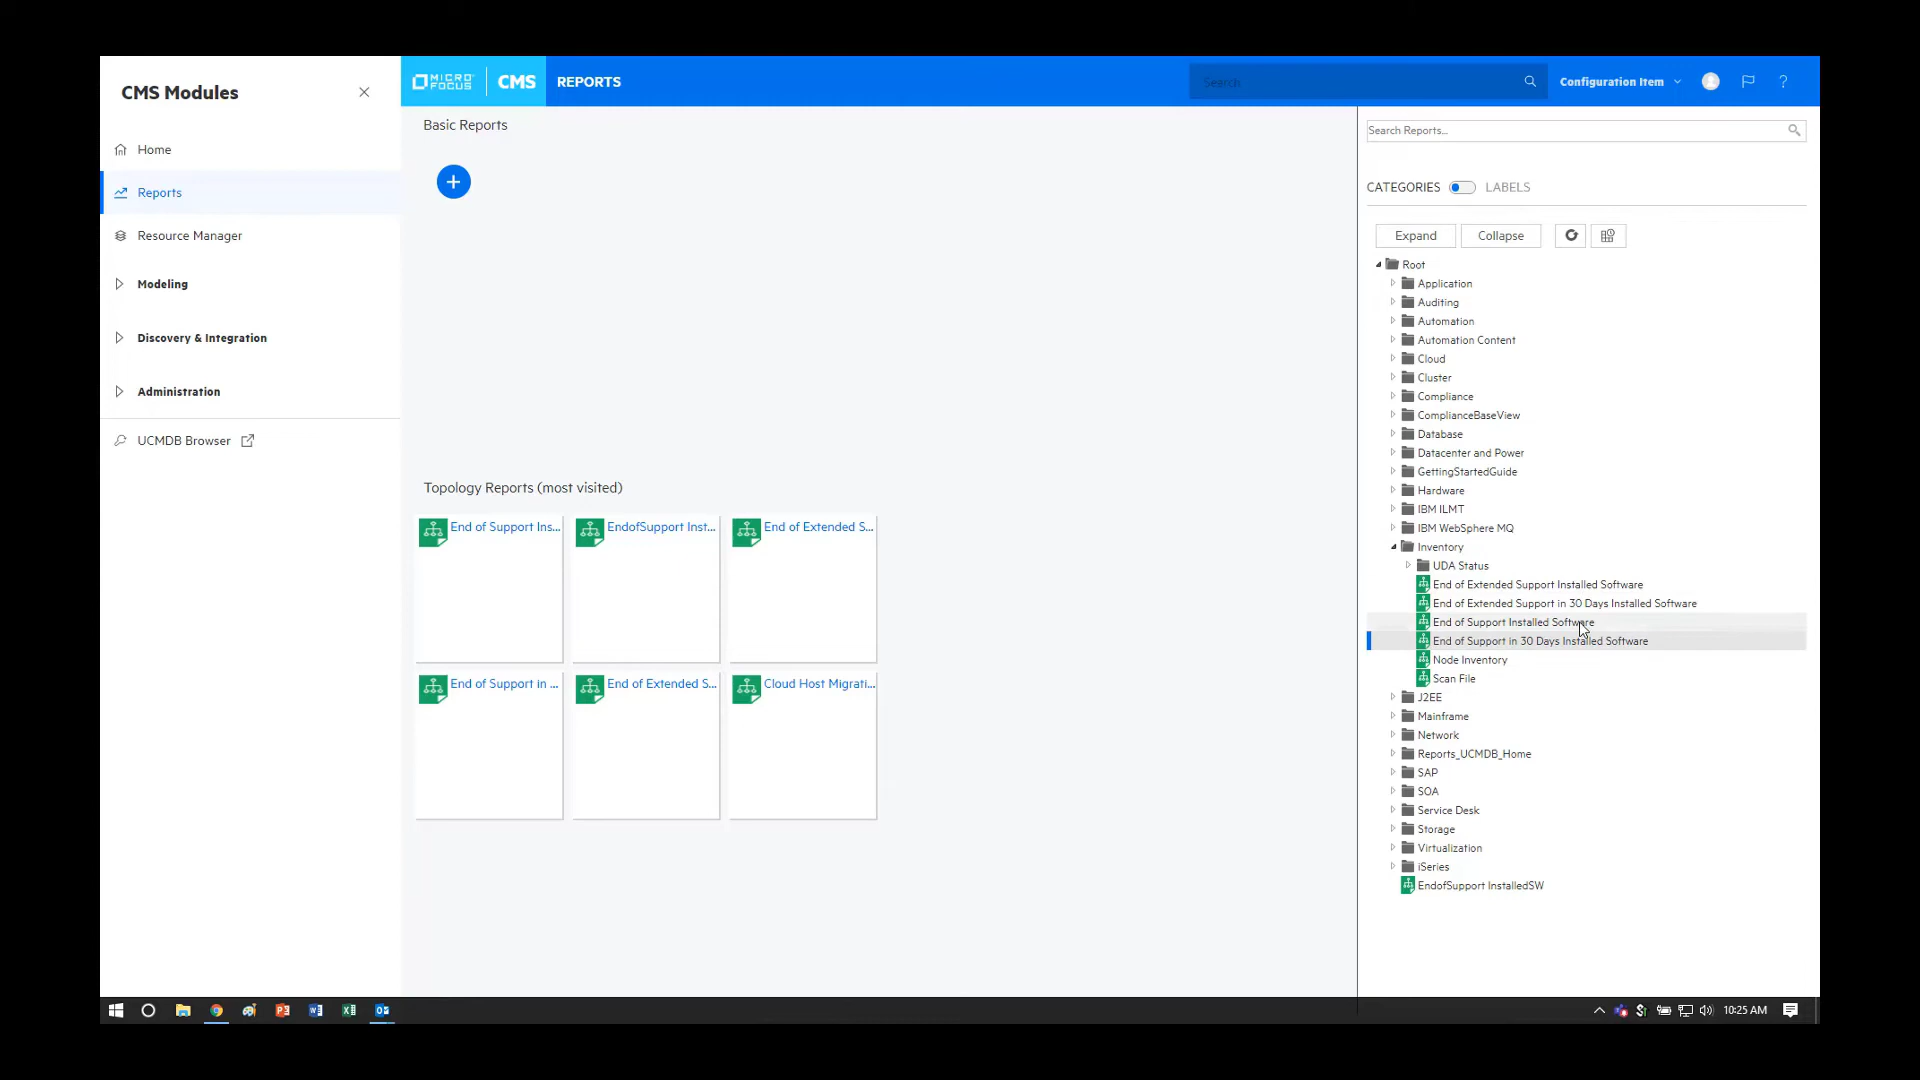 CMS Modules
Home
Reports
Resource Manager
Modeling
Discovery & Integration
Administration
UCMDB Browser
MICRO
FOCUS
CMS
REPORTS
Search
Configuration Item
?
Basic Reports
Topology Reports (most visited)
End of Support Ins...
EndofSupport Inst...
End of Extended S...
End of Support in ...
End of Extended S...
Cloud Host Migrati...
Search Reports...
CATEGORIES
LABELS
Expand
Collapse
Root
Application
Auditing
Automation
Automation Content
Cloud
Cluster
Compliance
ComplianceBaseView
Database
Datacenter and Power
GettingStartedGuide
Hardware
IBM ILMT
IBM WebSphere MQ
Inventory
UDA Status
End of Extended Support Installed Software
End of Extended Support in 30 Days Installed Software
End of Support Installed Software
End of Support in 30 Days Installed Software
Node Inventory
Scan File
J2EE
Mainframe
Network
Reports_UCMDB_Home
SAP
SOA
Service Desk
Storage
Virtualization
iSeries
EndofSupport InstalledSW
10:25 AM